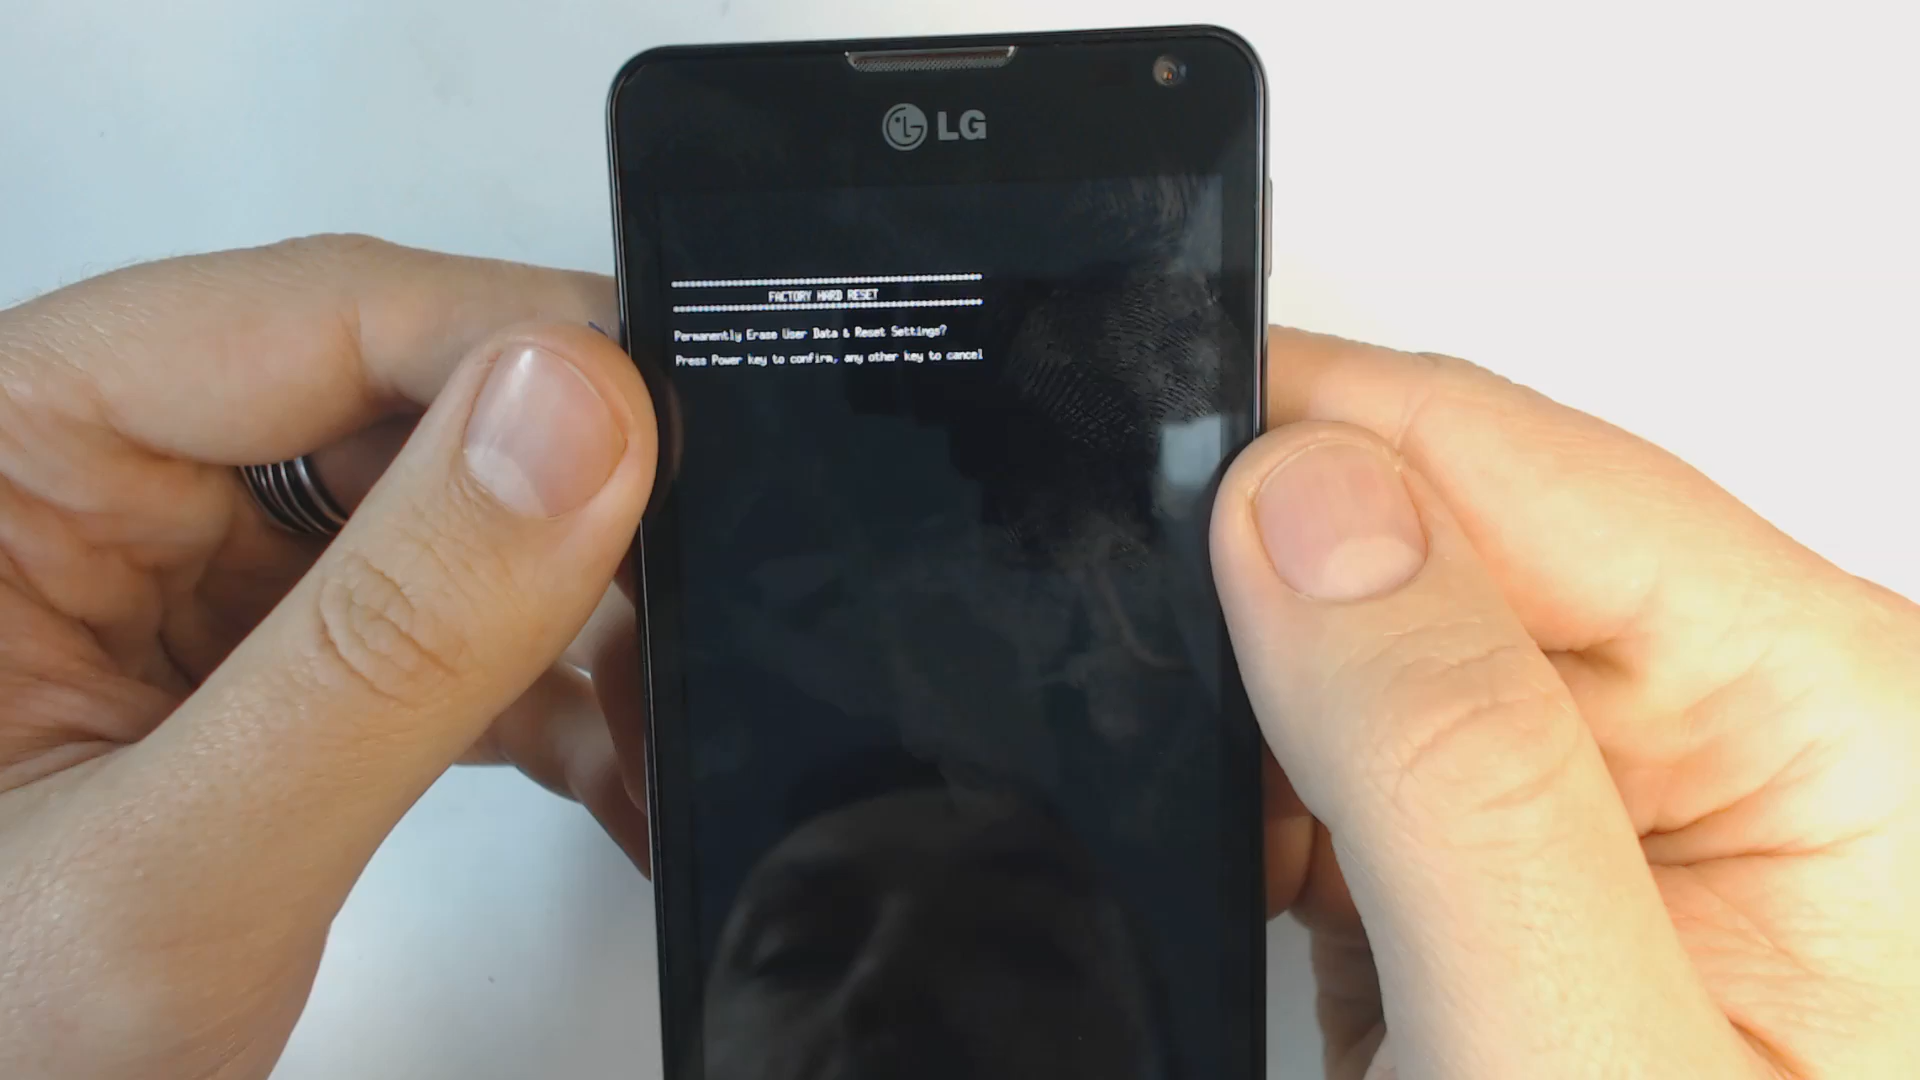 LG
FACTORY HARD RESET
Permanently Erase User Data & Reset Settings?
Press Power key to confirm, any other key to cancel